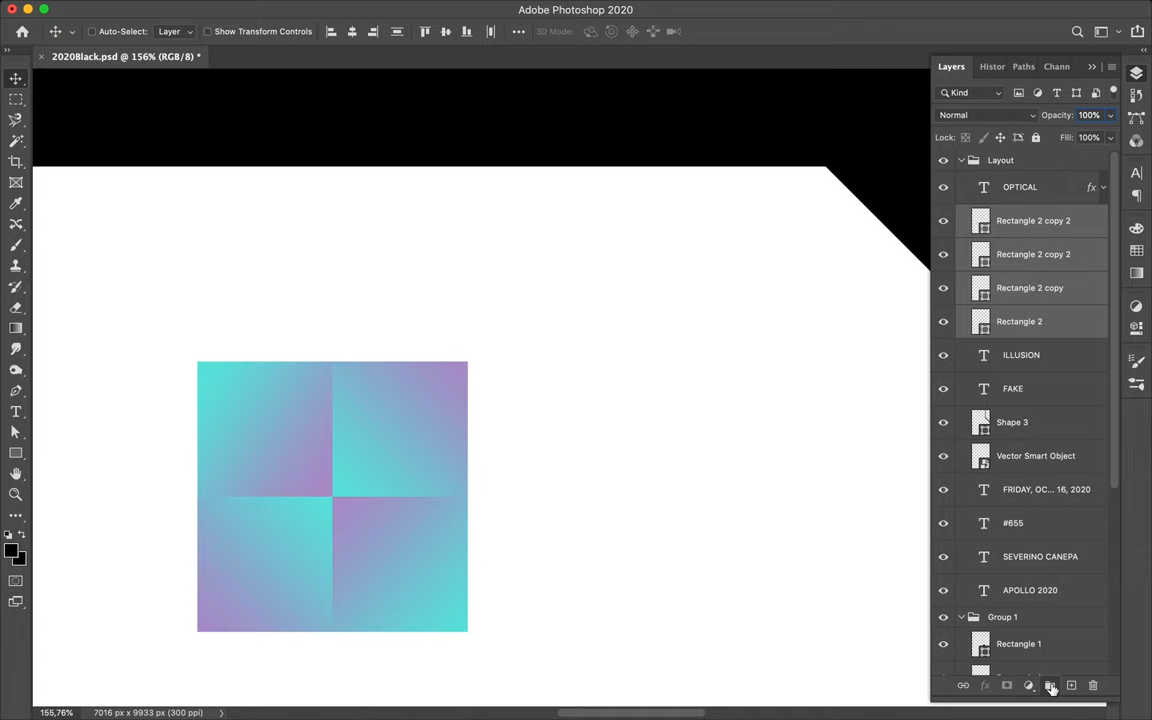 Adobe Photoshop 2020
Auto-Select: Layer Show Transform Controls 3D Mode:
2020Black.psd @ 156% (RGB/8) *
Layers Histor Paths Chann
Kind
Normal Opacity: 100%
Lock: Fill: 100%
Layout
OPTICAL fx
Rectangle 2 copy 2
Rectangle 2 copy 2
Rectangle 2 copy
Rectangle 2
ILLUSION
FAKE
Shape 3
Vector Smart Object
FRIDAY, OC... 16, 2020
#655
SEVERINO CANEPA
APOLLO 2020
Group 1
Rectangle 1
fx
155,76% 7016 px x 9933 px (300 ppi)